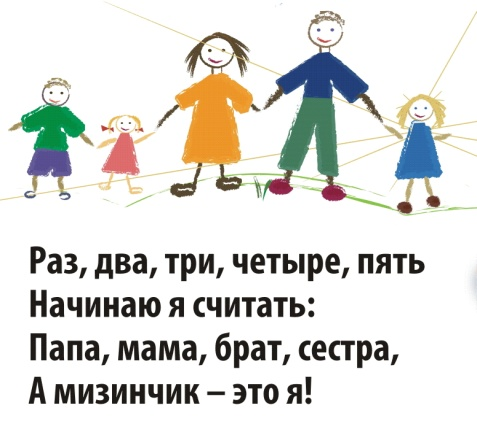 Раз, два, три, четыре, пять
Начинаю я считать:
Папа, мама, брат, сестра,
А мизинчик – это я!